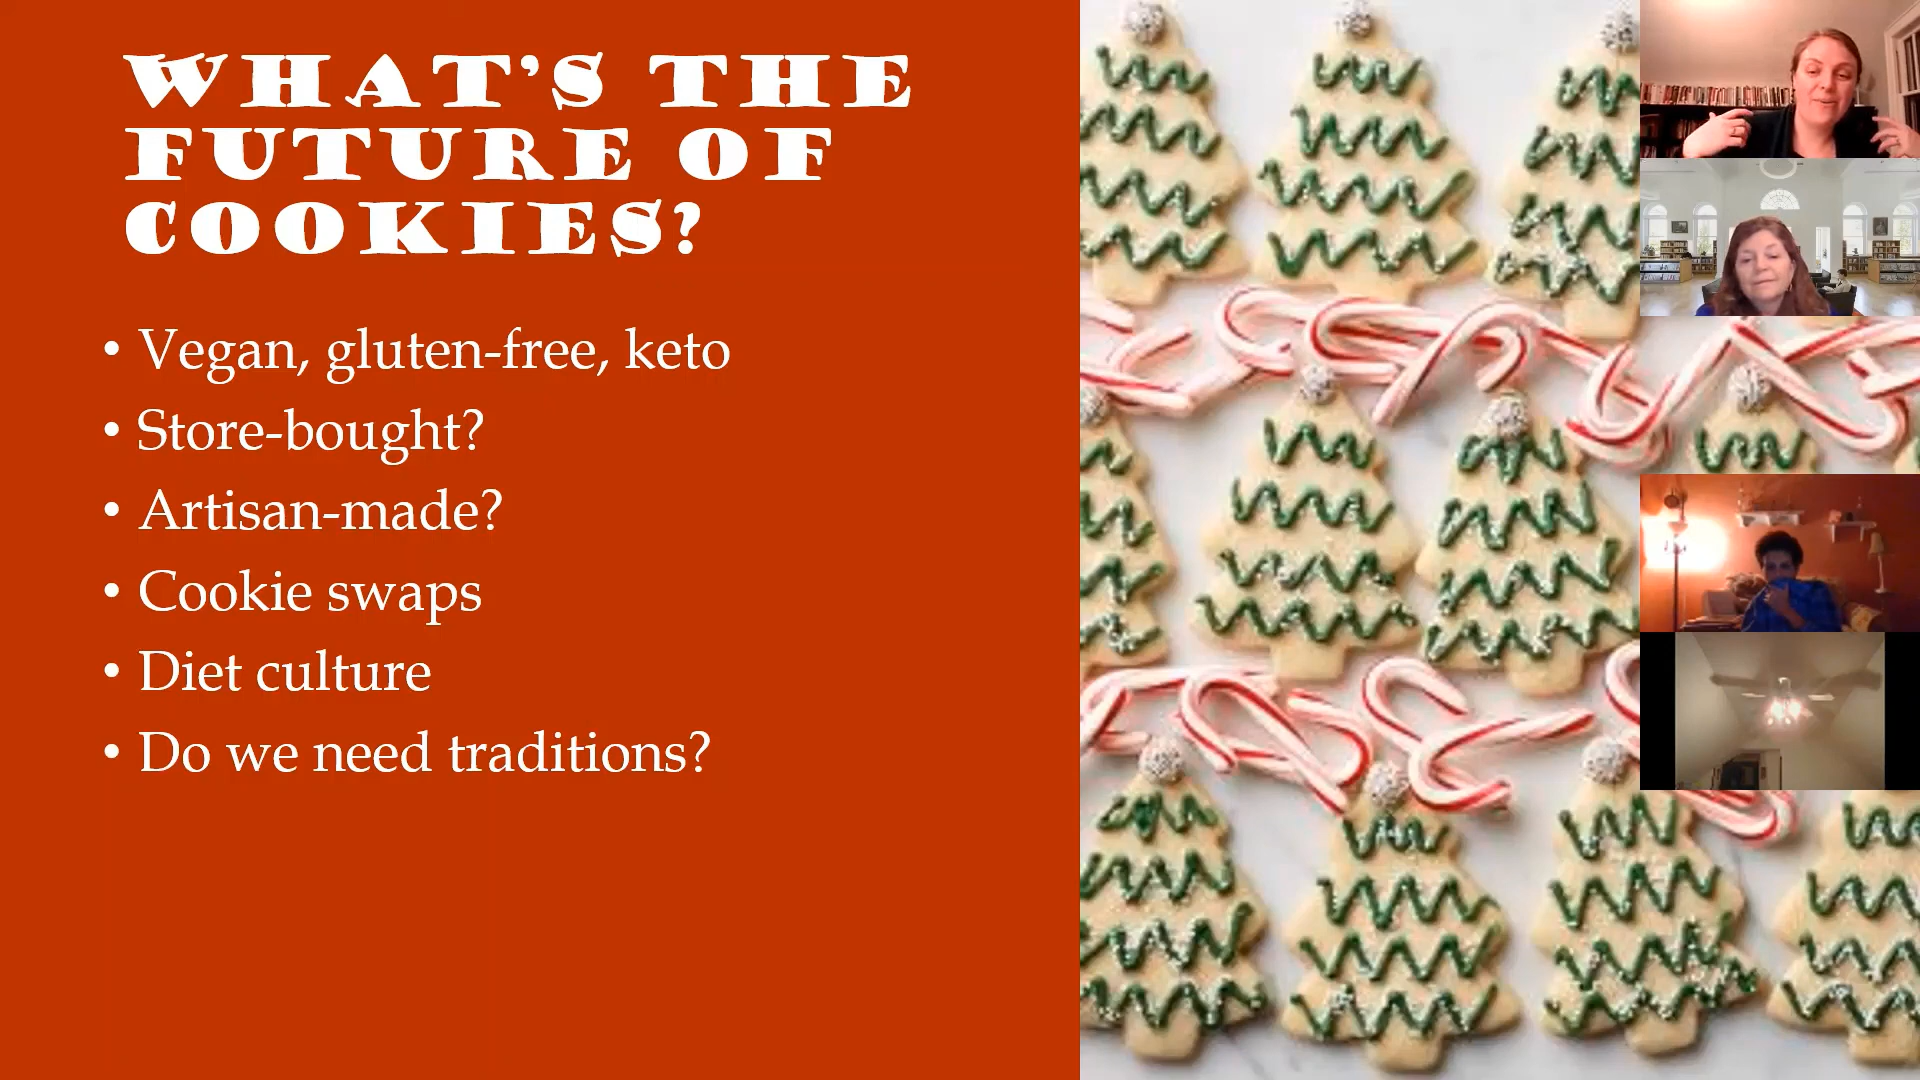 WHAT'S THE
FUTURE OF
COOKIES?
• Vegan, gluten-free, keto
• Store-bought?
• Artisan-made?
• Cookie swaps
• Diet culture
• Do we need traditions?